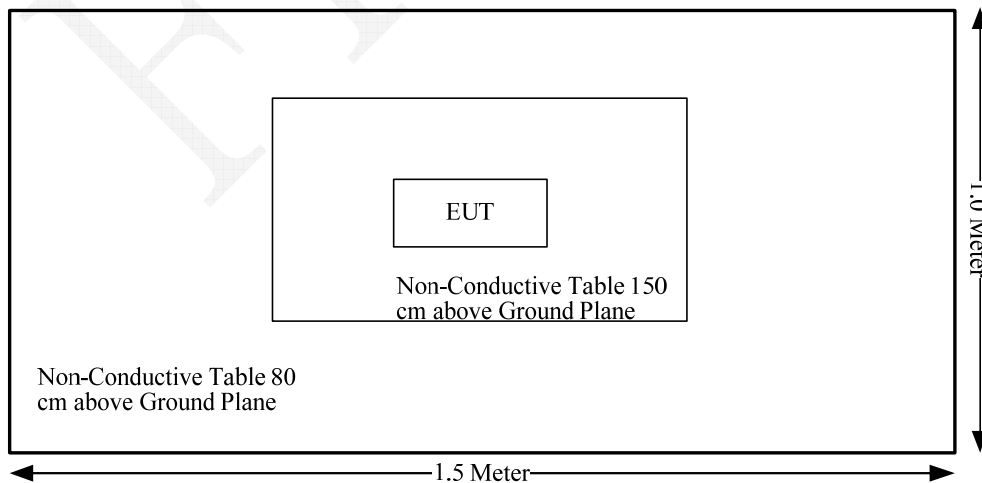 EUT
Non-Conductive Table 150
cm above Ground Plane
Non-Conductive Table 80
cm above Ground Plane
1.0 Meter
1.5 Meter